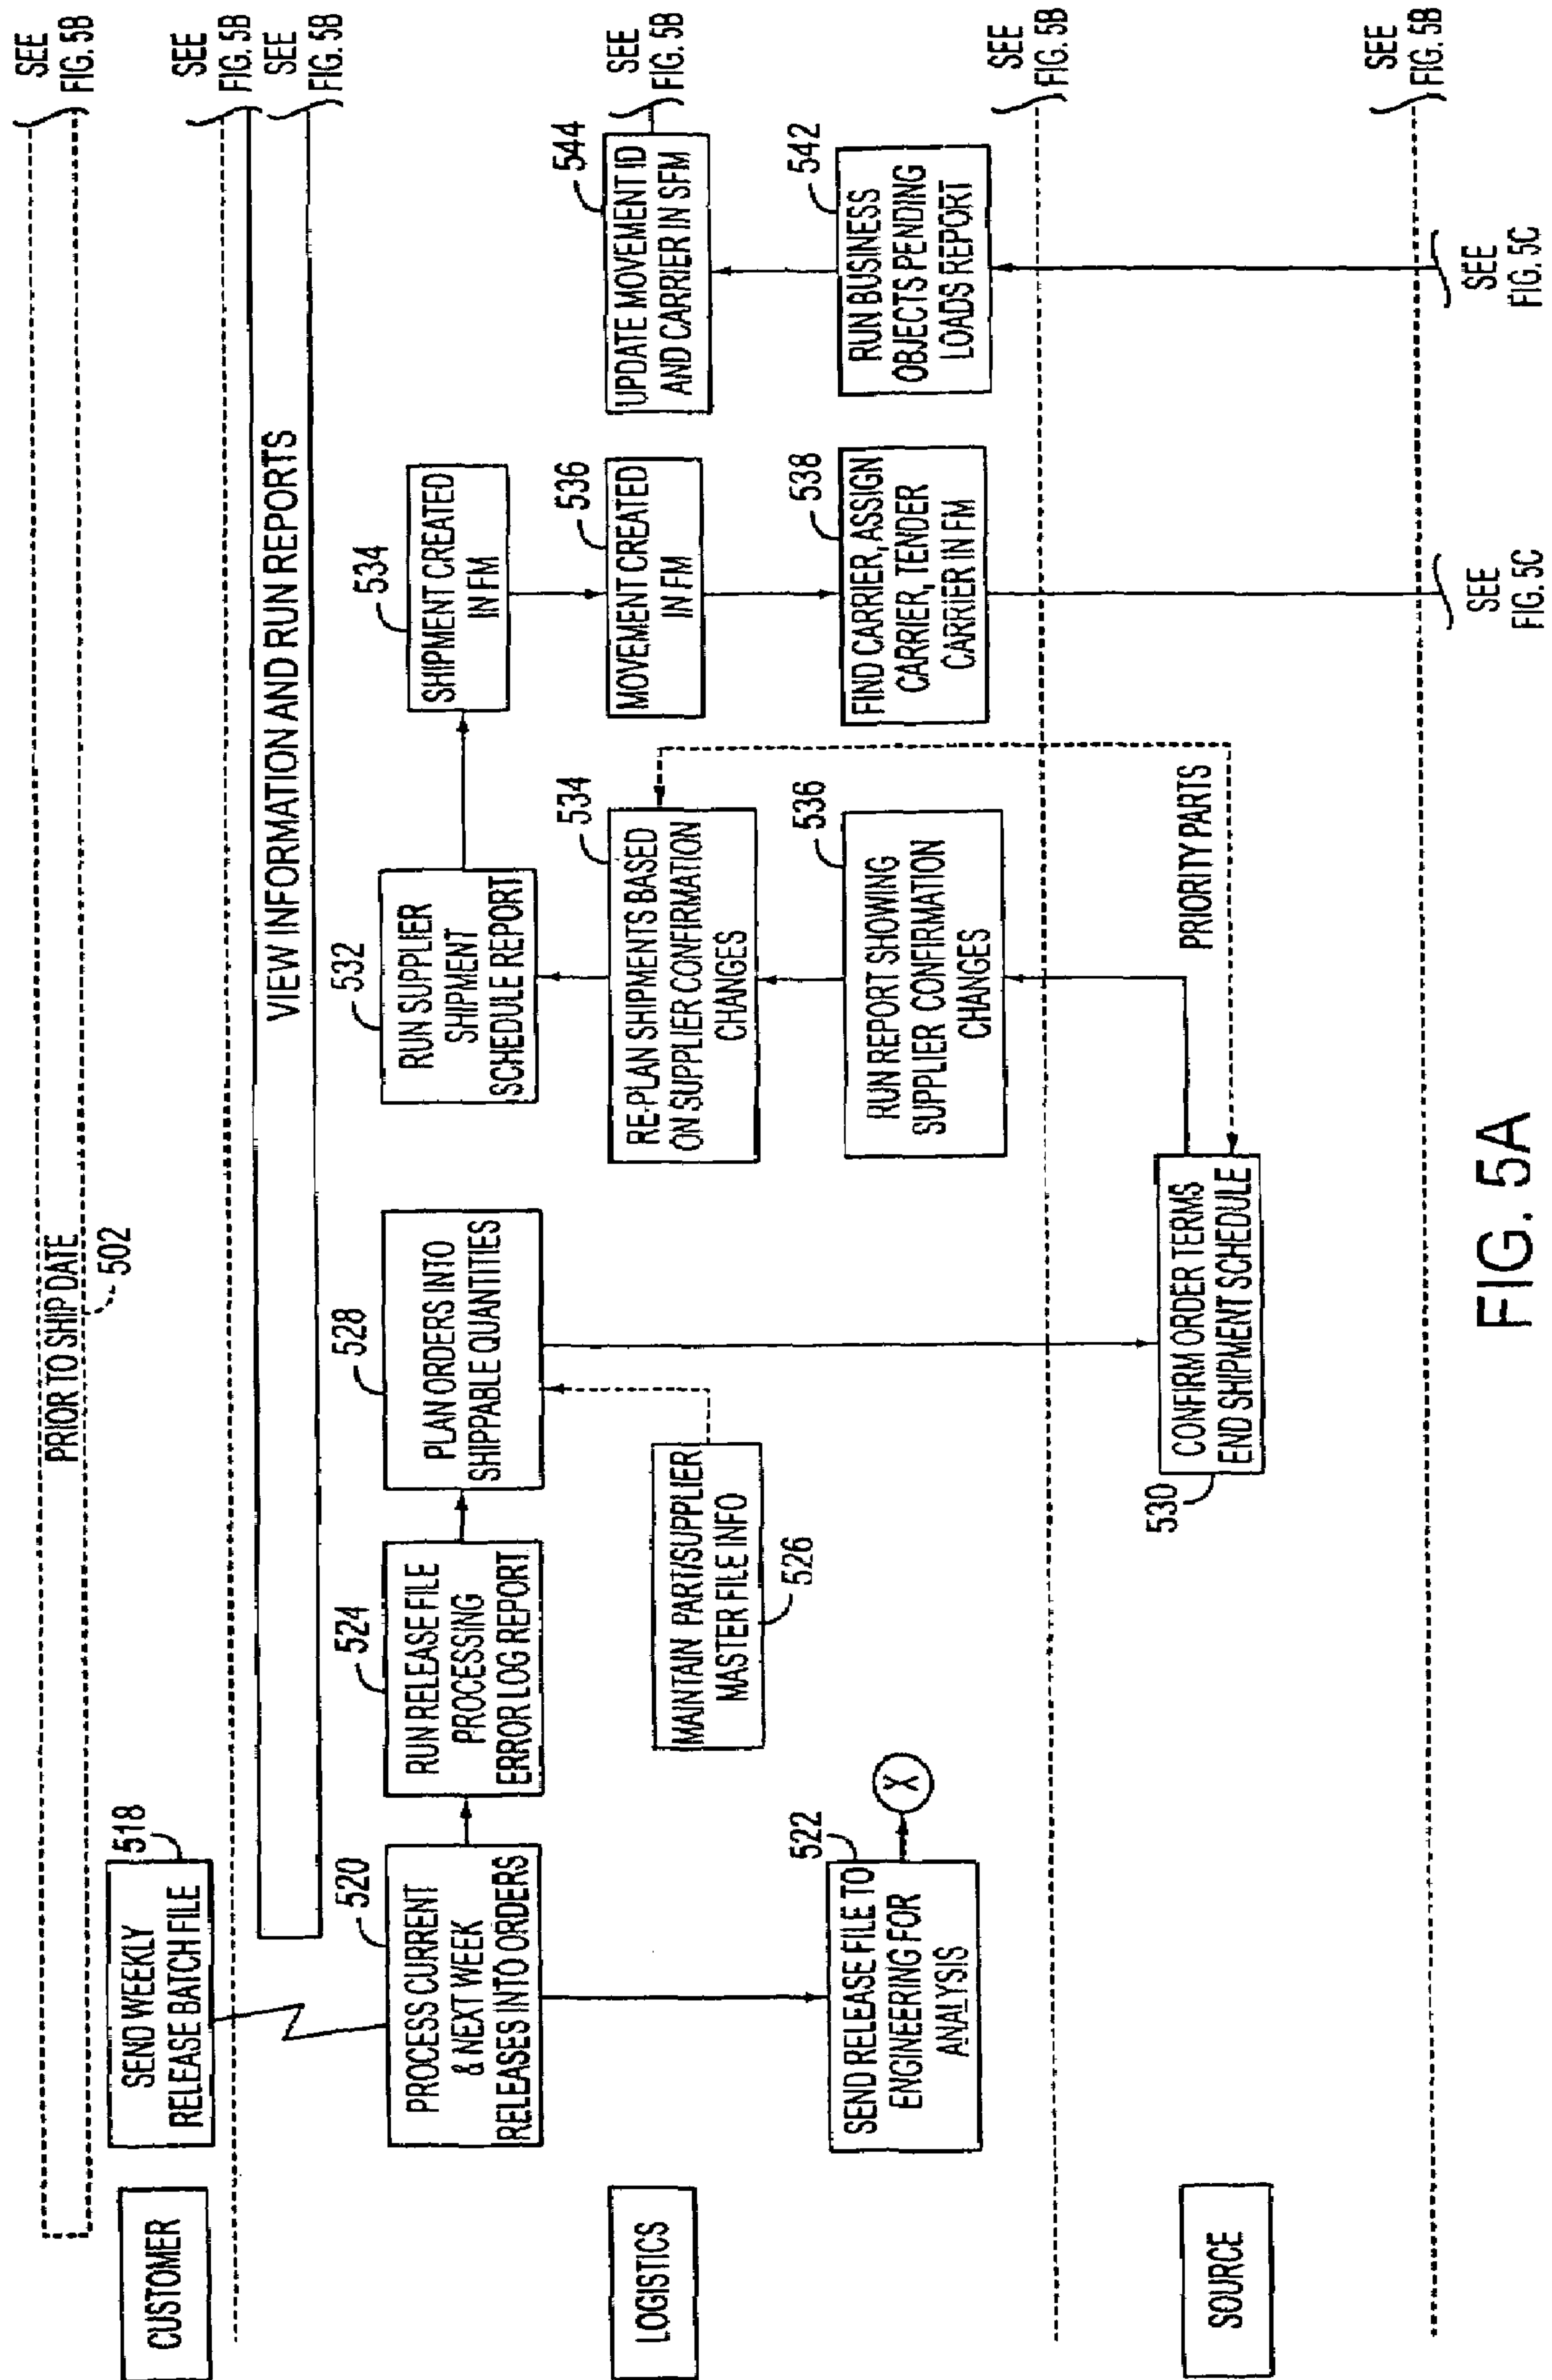 SEE
FIG. 5B
PRIOR TO SHIP DATE
502
CUSTOMER
SEND WEEKLY
RELEASE BATCH FILE
518
SEE
FIG. 5B
VIEW INFORMATION AND RUN REPORTS
SEE
FIG. 5B
LOGISTICS
PROCESS CURRENT
& NEXT WEEK
RELEASES INTO ORDERS
520
RUN RELEASE FILE
PROCESSING
ERROR LOG REPORT
524
PLAN ORDERS INTO
SHIPPABLE QUANTITIES
528
RUN SUPPLIER
SHIPMENT
SCHEDULE REPORT
532
SHIPMENT CREATED
IN FM
534
MAINTAIN PART/SUPPLIER
MASTER FILE INFO
526
RE-PLAN SHIPMENTS BASED
ON SUPPLIER CONFIRMATION
CHANGES
534
MOVEMENT CREATED
IN FM
536
UPDATE MOVEMENT ID
AND CARRIER IN SFM
544
SEE
FIG. 5B
SEND RELEASE FILE TO
ENGINEERING FOR
ANALYSIS
522
X
RUN REPORT SHOWING
SUPPLIER CONFIRMATION
CHANGES
536
FIND CARRIER, ASSIGN
CARRIER, TENDER
CARRIER IN FM
538
RUN BUSINESS
OBJECTS PENDING
LOADS REPORT
542
SEE
FIG. 5B
SOURCE
CONFIRM ORDER TERMS
END SHIPMENT SCHEDULE
530
PRIORITY PARTS
SEE
FIG. 5B
SEE
FIG. 5C
SEE
FIG. 5C
FIG. 5A